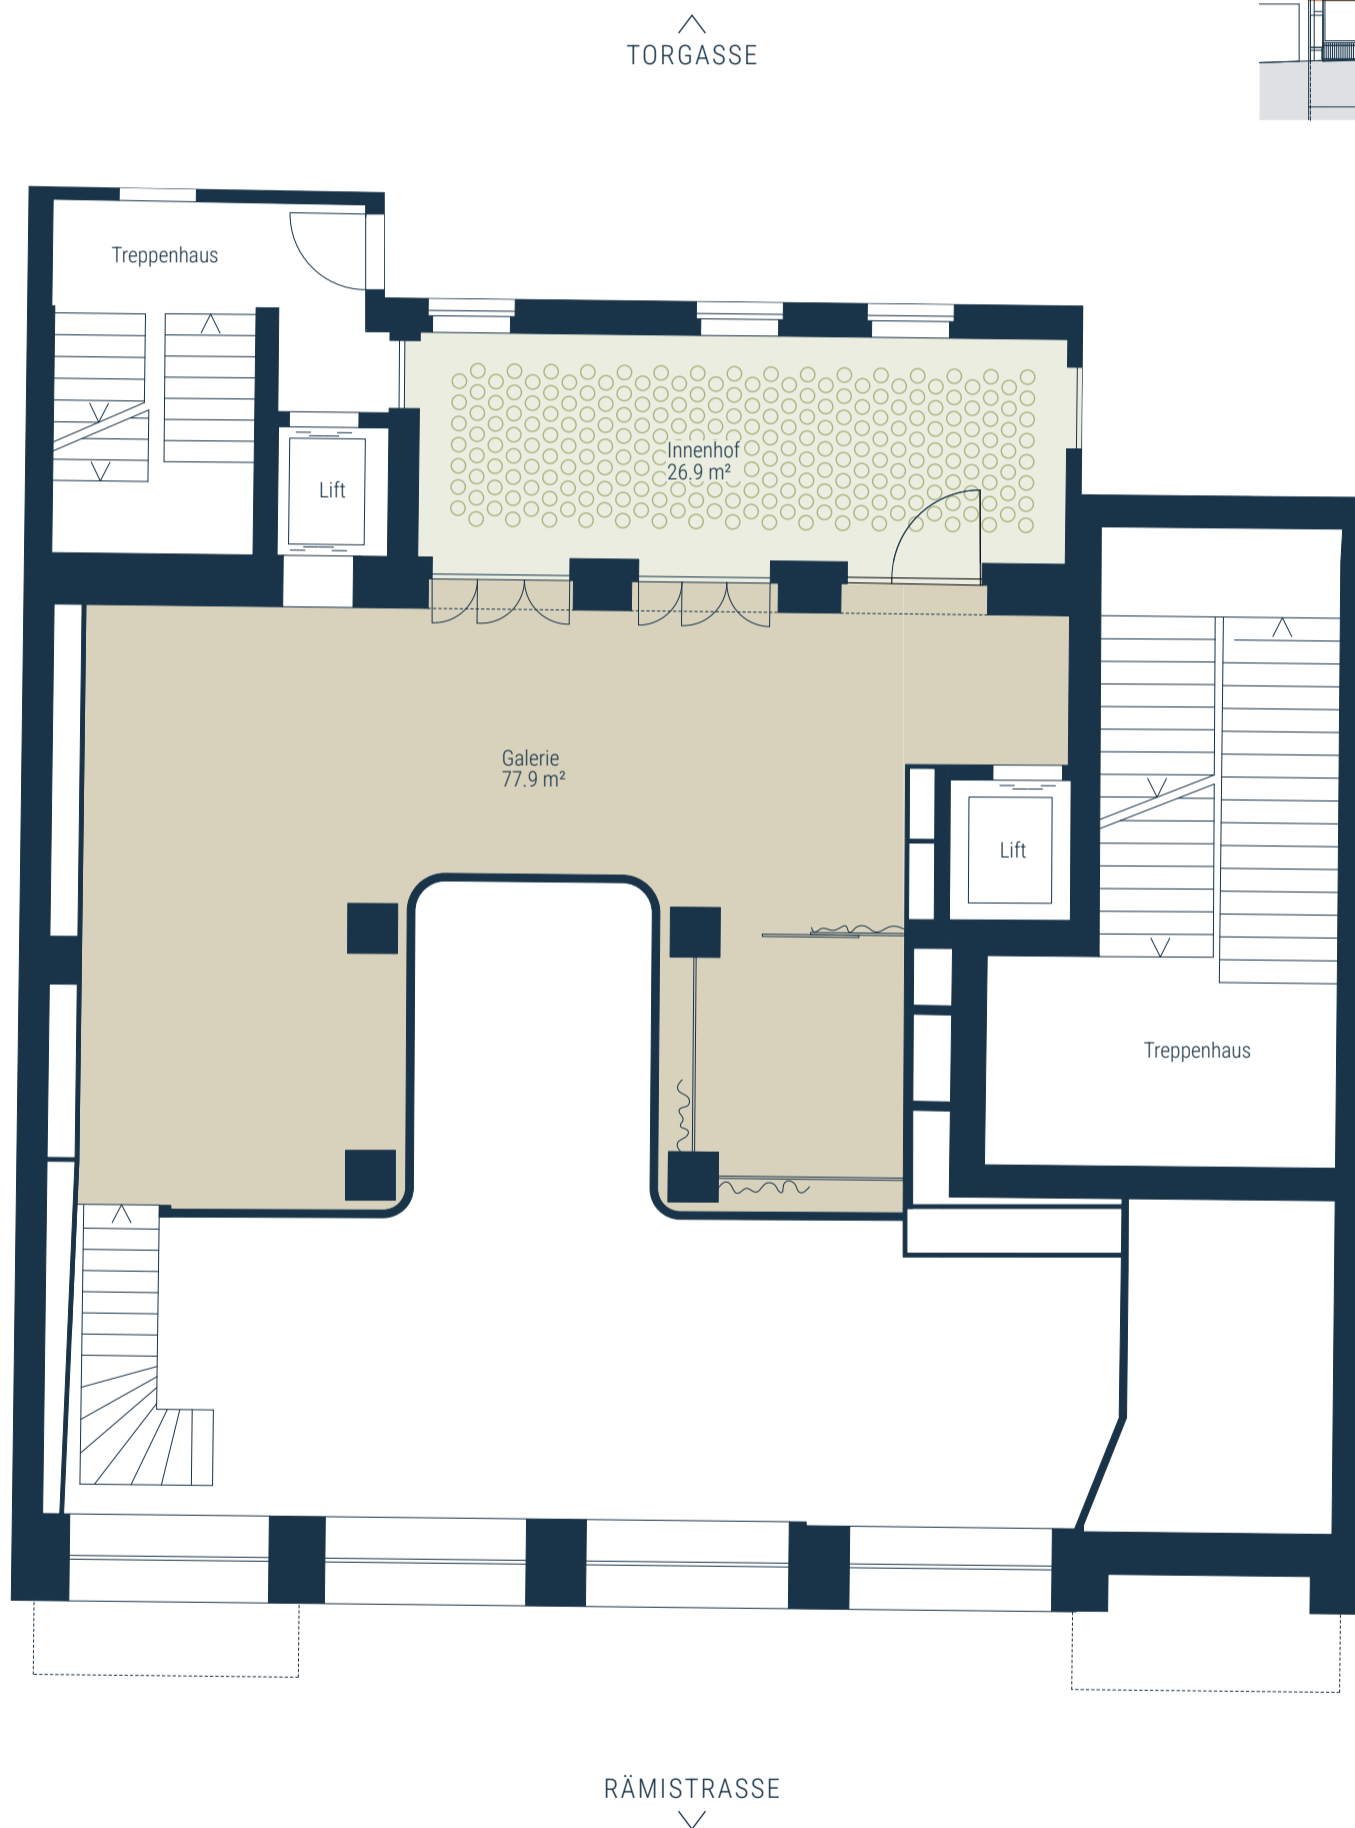 TORGASSE
Treppenhaus
Innenhof
26.9 m²
Lift
Galerie
77.9 m²
Lift
Treppenhaus
RÄMISTRASSE